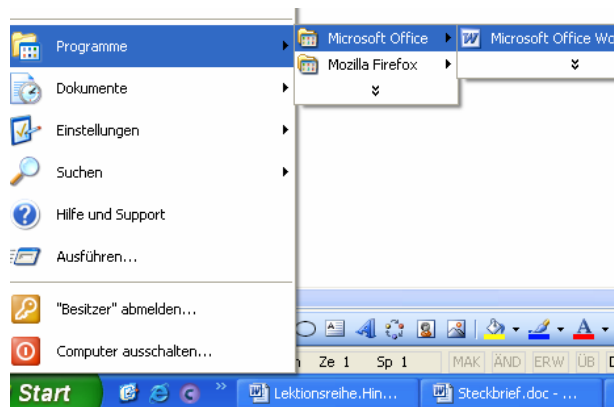 Programme
Microsoft Office
Microsoft Office Wo
Mozilla Firefox
Dokumente
Einstellungen
Suchen
Hilfe und Support
Ausführen...
"Besitzer" abmelden...
Computer ausschalten...
Ze 1 Sp 1 MAK ÄND ERW ÜB
Start
Lektionsreihe.Hin...
Steckbrief.doc - ...